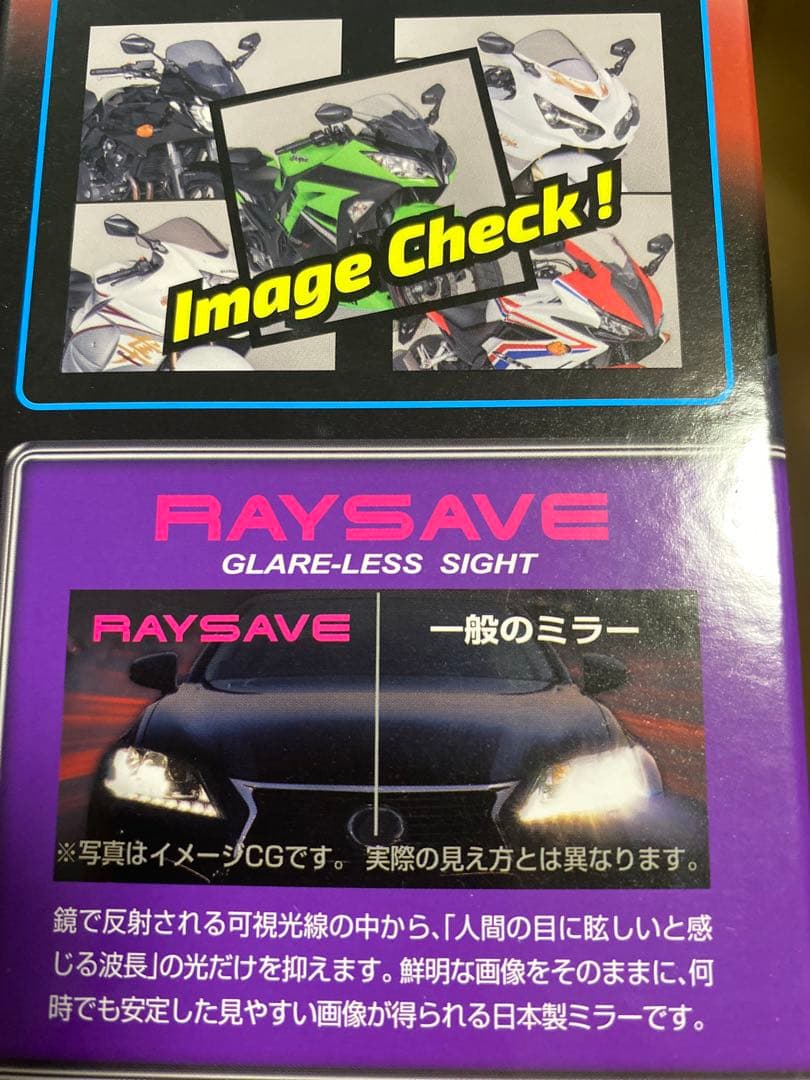 Image Check!
RAYSAVE
GLARE-LESS SIGHT
RAYSAVE
一般のミラー
※写真はイメージCGです。 実際の見え方とは異なります。
鏡で反射される可視光線の中から、「人間の目に眩しいと感
じる波長」の光だけを抑えます。鮮明な画像をそのままに、何
時でも安定した見やすい画像が得られる日本製ミラーです。